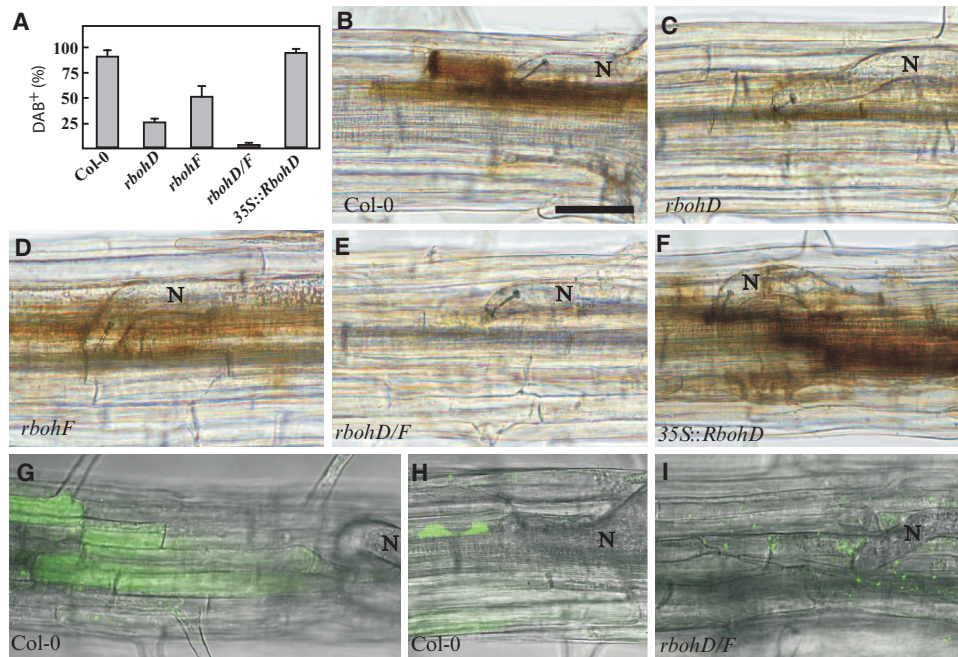 A
DAB+ (%)
100
75
50
25
Col-0
rbohD
rbohF
rbohD/F
35S::RbohD
B
N
Col-0
C
N
rbohD
D
N
rbohF
E
N
rbohD/F
F
N
35S::RbohD
G
N
Col-0
H
N
Col-0
I
N
rbohD/F